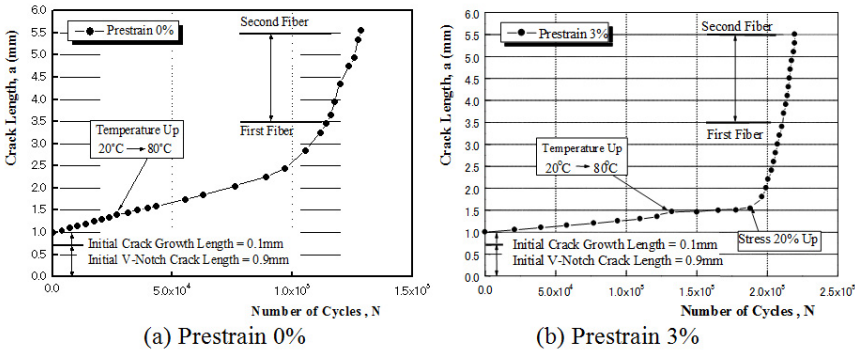 6.0
5.5
5.0
4.5
4.0
3.5
3.0
2.5
2.0
1.5
1.0
0.5
0.0
Crack Length, a (mm)
Prestrain 0%
Second Fiber
First Fiber
Temperature Up
20°C → 80°C
Initial Crack Growth Length = 0.1mm
Initial V-Notch Crack Length = 0.9mm
0.0
5.0x10⁴
1.0x10⁵
1.5x10⁵
Number of Cycles , N
(a) Prestrain 0%
6.0
5.5
5.0
4.5
4.0
3.5
3.0
2.5
2.0
1.5
1.0
0.5
0.0
Crack Length, a (mm)
Prestrain 3%
Second Fiber
First Fiber
Temperature Up
20°C → 80°C
Stress 20% Up
Initial Crack Growth Length = 0.1mm
Initial V-Notch Crack Length = 0.9mm
0.0
5.0x10⁴
1.0x10⁵
1.5x10⁵
2.0x10⁵
2.5x10⁵
Number of Cycles, N
(b) Prestrain 3%